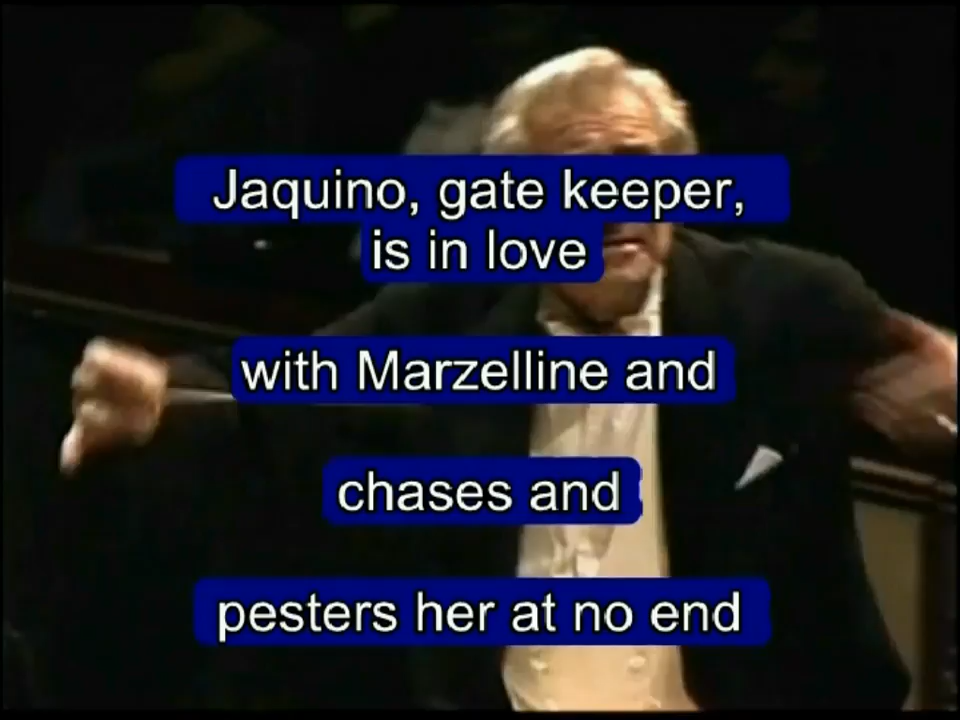 Jaquino, gate keeper,
is in love
with Marzelline and
chases and
pesters her at no end